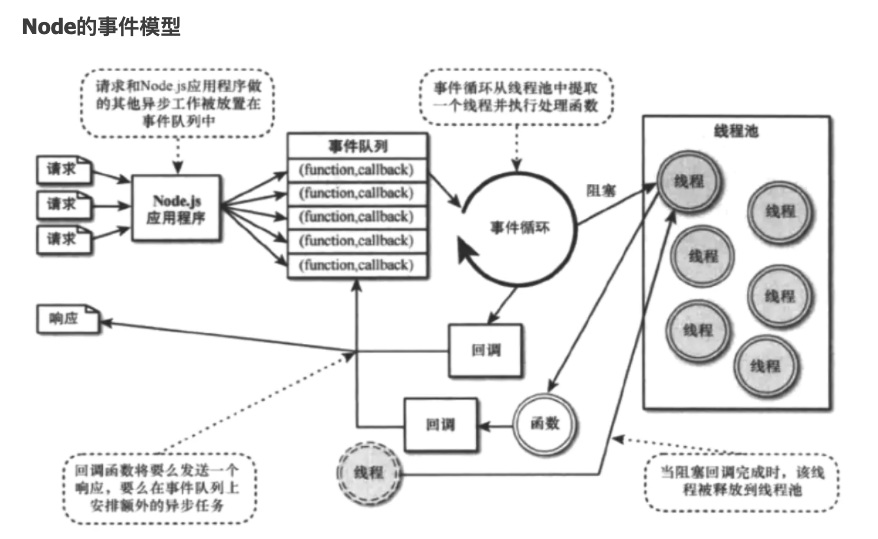 Node的事件模型
请求和Node.js应用程序做
的其他异步工作被放置在
事件队列中
事件循环从线程池中提取
一个线程并执行处理函数
线程池
事件队列
(function,callback)
(function,callback)
(function,callback)
(function,callback)
(function,callback)
请求
请求
请求
Node.js
应用程序
事件循环
阻塞
线程
线程
线程
线程
线程
线程
响应
回调
回调
函数
线程
回调函数将要么发送一个
响应，要么在事件队列上
安排额外的异步任务
当阻塞回调完成时，该线
程被释放到线程池